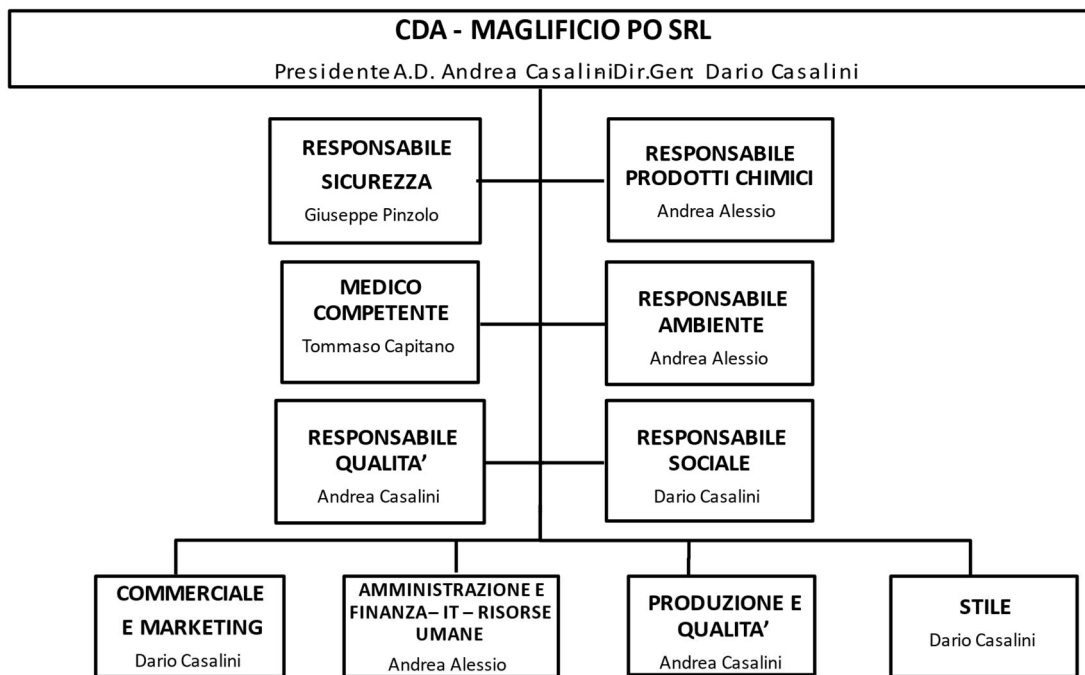 CDA - MAGLIFICIO PO SRL
Presidente A.D. Andrea Casalini - Dir.Gen: Dario Casalini
RESPONSABILE
SICUREZZA
Giuseppe Pinzolo
RESPONSABILE
PRODOTTI CHIMICI
Andrea Alessio
MEDICO
COMPETENTE
Tommaso Capitano
RESPONSABILE
AMBIENTE
Andrea Alessio
RESPONSABILE
QUALITA’
Andrea Casalini
RESPONSABILE
SOCIALE
Dario Casalini
COMMERCIALE
E MARKETING
Dario Casalini
AMMINISTRAZIONE E
FINANZA– IT – RISORSE
UMANE
Andrea Alessio
PRODUZIONE E
QUALITA’
Andrea Casalini
STILE
Dario Casalini